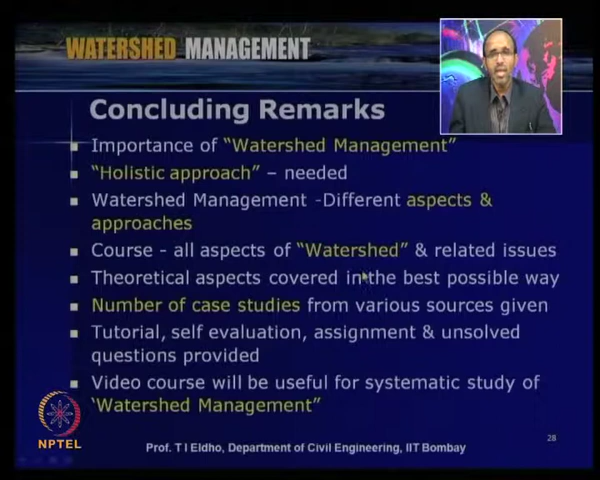 WATERSHED MANAGEMENT
Concluding Remarks
Importance of “Watershed Management”
“Holistic approach” – needed
Watershed Management -Different aspects &
approaches
Course - all aspects of “Watershed” & related issues
Theoretical aspects covered in the best possible way
Number of case studies from various sources given
Tutorial, self evaluation, assignment & unsolved
questions provided
Video course will be useful for systematic study of
‘Watershed Management”
NPTEL
Prof. T I Eldho, Department of Civil Engineering, IIT Bombay
28